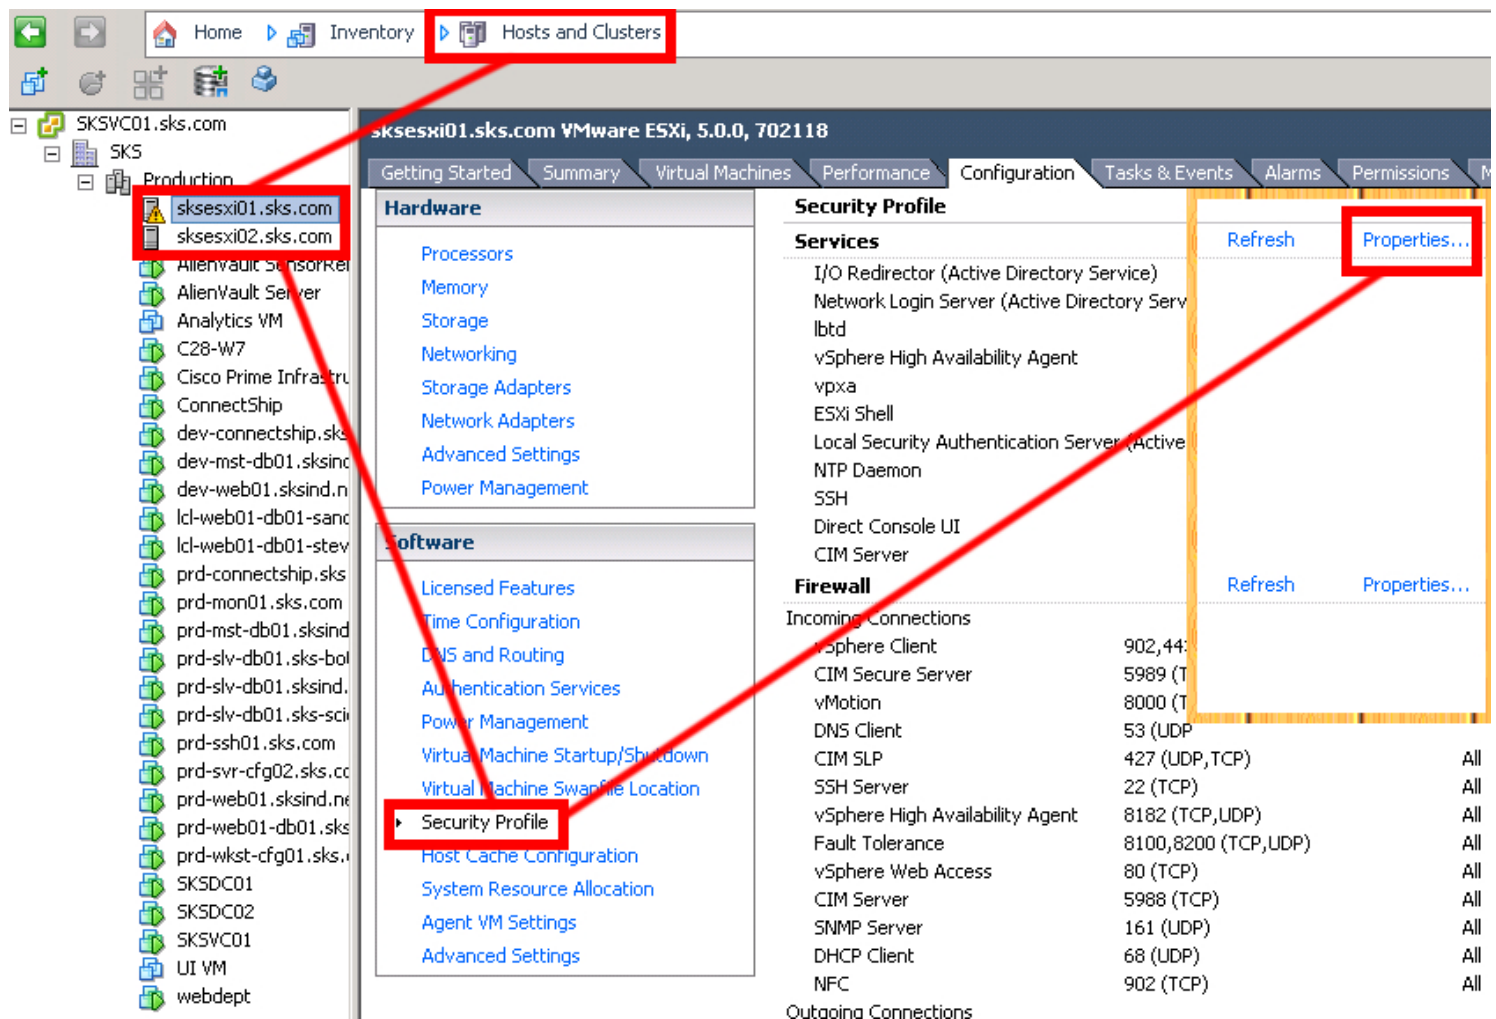 Home Inventory Hosts and Clusters
SKSVC01.sks.com
SKS
Production
sksesxi01.sks.com
sksesxi02.sks.com
AlienVault SensorRe
AlienVault Server
Analytics VM
C28-W7
Cisco Prime Infrastru
ConnectShip
dev-connectship.sks
dev-mst-db01.sksind
dev-web01.sksind.n
lcl-web01-db01-sand
lcl-web01-db01-stev
prd-connectship.sks
prd-mon01.sks.com
prd-mst-db01.sksind
prd-slv-db01.sks-bot
prd-slv-db01.sksind.
prd-slv-db01.sks-sci
prd-ssh01.sks.com
prd-svr-cfg02.sks.co
prd-web01.sksind.ne
prd-web01-db01.sks
prd-wkst-cfg01.sks.
SKSDC01
SKSDC02
SKSVC01
UI VM
webdept
sksesxi01.sks.com VMware ESXi, 5.0.0, 702118
Getting Started Summary Virtual Machines Performance Configuration Tasks & Events Alarms Permissions M
Hardware
Processors
Memory
Storage
Networking
Storage Adapters
Network Adapters
Advanced Settings
Power Management
Software
Licensed Features
Time Configuration
DNS and Routing
Authentication Services
Power Management
Virtual Machine Startup/Shutdown
Virtual Machine Swapfile Location
Security Profile
Host Cache Configuration
System Resource Allocation
Agent VM Settings
Advanced Settings
Security Profile
Services Refresh Properties...
I/O Redirector (Active Directory Service)
Network Login Server (Active Directory Serv
lbtd
vSphere High Availability Agent
vpxa
ESXi Shell
Local Security Authentication Server (Active
NTP Daemon
SSH
Direct Console UI
CIM Server
Firewall Refresh Properties...
Incoming Connections
vSphere Client 902,44
CIM Secure Server 5989 (T
vMotion 8000 (T
DNS Client 53 (UDP
CIM SLP 427 (UDP,TCP) All
SSH Server 22 (TCP) All
vSphere High Availability Agent 8182 (TCP,UDP) All
Fault Tolerance 8100,8200 (TCP,UDP) All
vSphere Web Access 80 (TCP) All
CIM Server 5988 (TCP) All
SNMP Server 161 (UDP) All
DHCP Client 68 (UDP) All
NFC 902 (TCP) All
Outgoing Connections